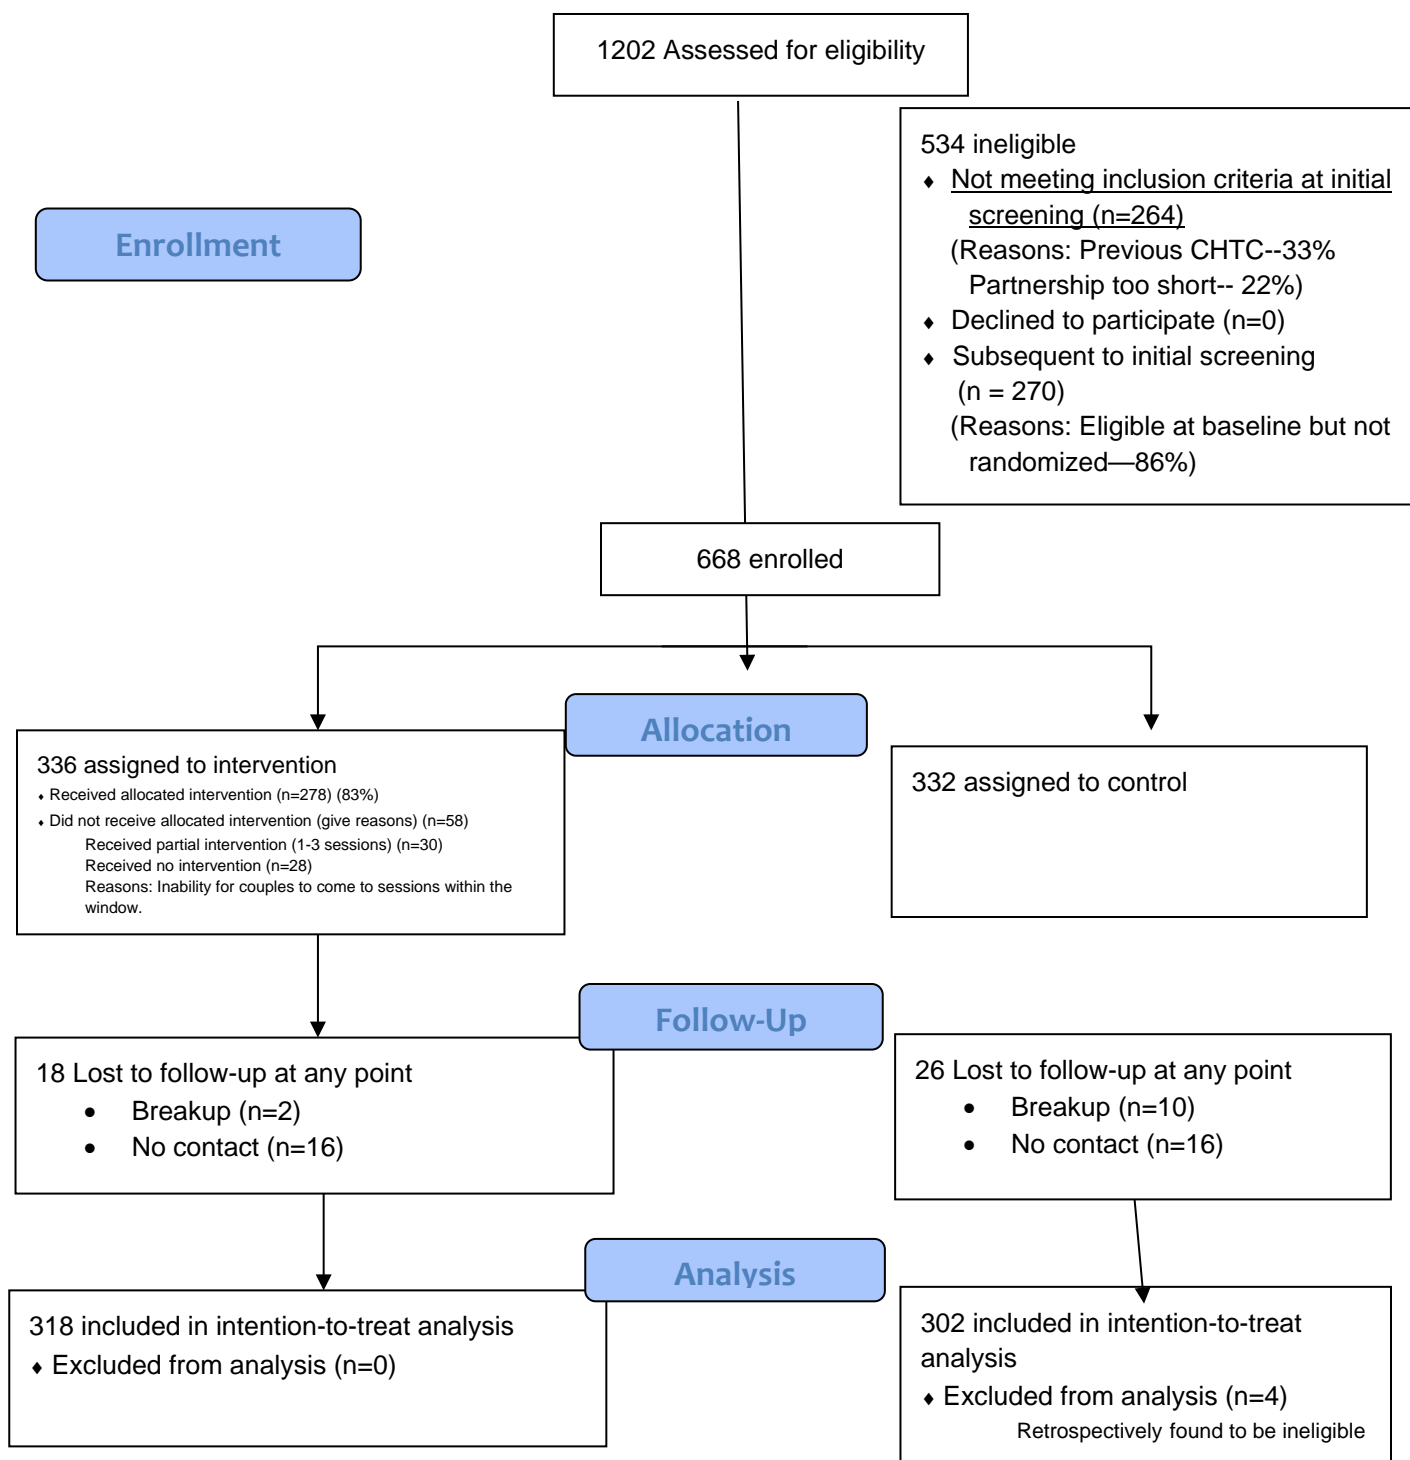 1202 Assessed for eligibility
534 ineligible
⬧ Not meeting inclusion criteria at initial
screening (n=264)
(Reasons: Previous CHTC--33%
Partnership too short-- 22%)
⬧ Declined to participate (n=0)
⬧ Subsequent to initial screening
(n = 270)
(Reasons: Eligible at baseline but not
randomized—86%)
Enrollment
668 enrolled
Allocation
336 assigned to intervention
⬧ Received allocated intervention (n=278) (83%)
⬧ Did not receive allocated intervention (give reasons) (n=58)
Received partial intervention (1-3 sessions) (n=30)
Received no intervention (n=28)
Reasons: Inability for couples to come to sessions within the
window.
332 assigned to control
Follow-Up
18 Lost to follow-up at any point
• Breakup (n=2)
• No contact (n=16)
26 Lost to follow-up at any point
• Breakup (n=10)
• No contact (n=16)
Analysis
318 included in intention-to-treat analysis
⬧ Excluded from analysis (n=0)
302 included in intention-to-treat
analysis
⬧ Excluded from analysis (n=4)
Retrospectively found to be ineligible